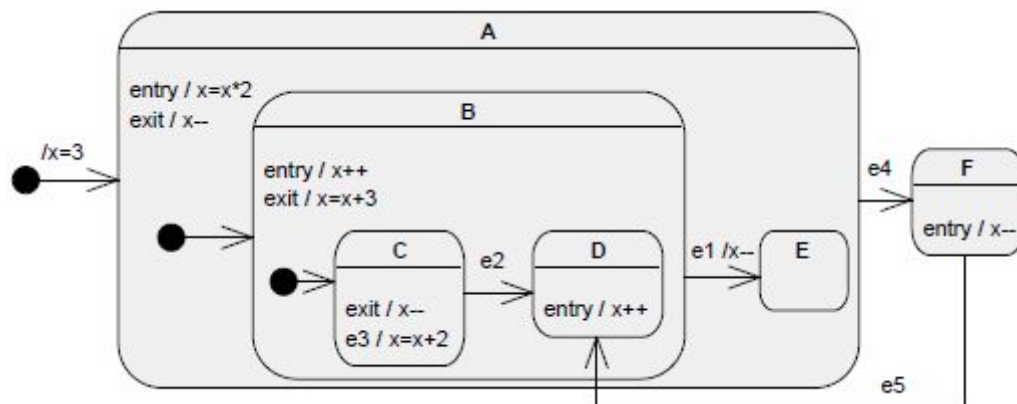 A
entry / x=x*2
exit / x--
/x=3
B
entry / x++
exit / x=x+3
C
exit / x--
e3 / x=x+2
e2
D
entry / x++
e1 /x--
E
e4
F
entry / x--
e5